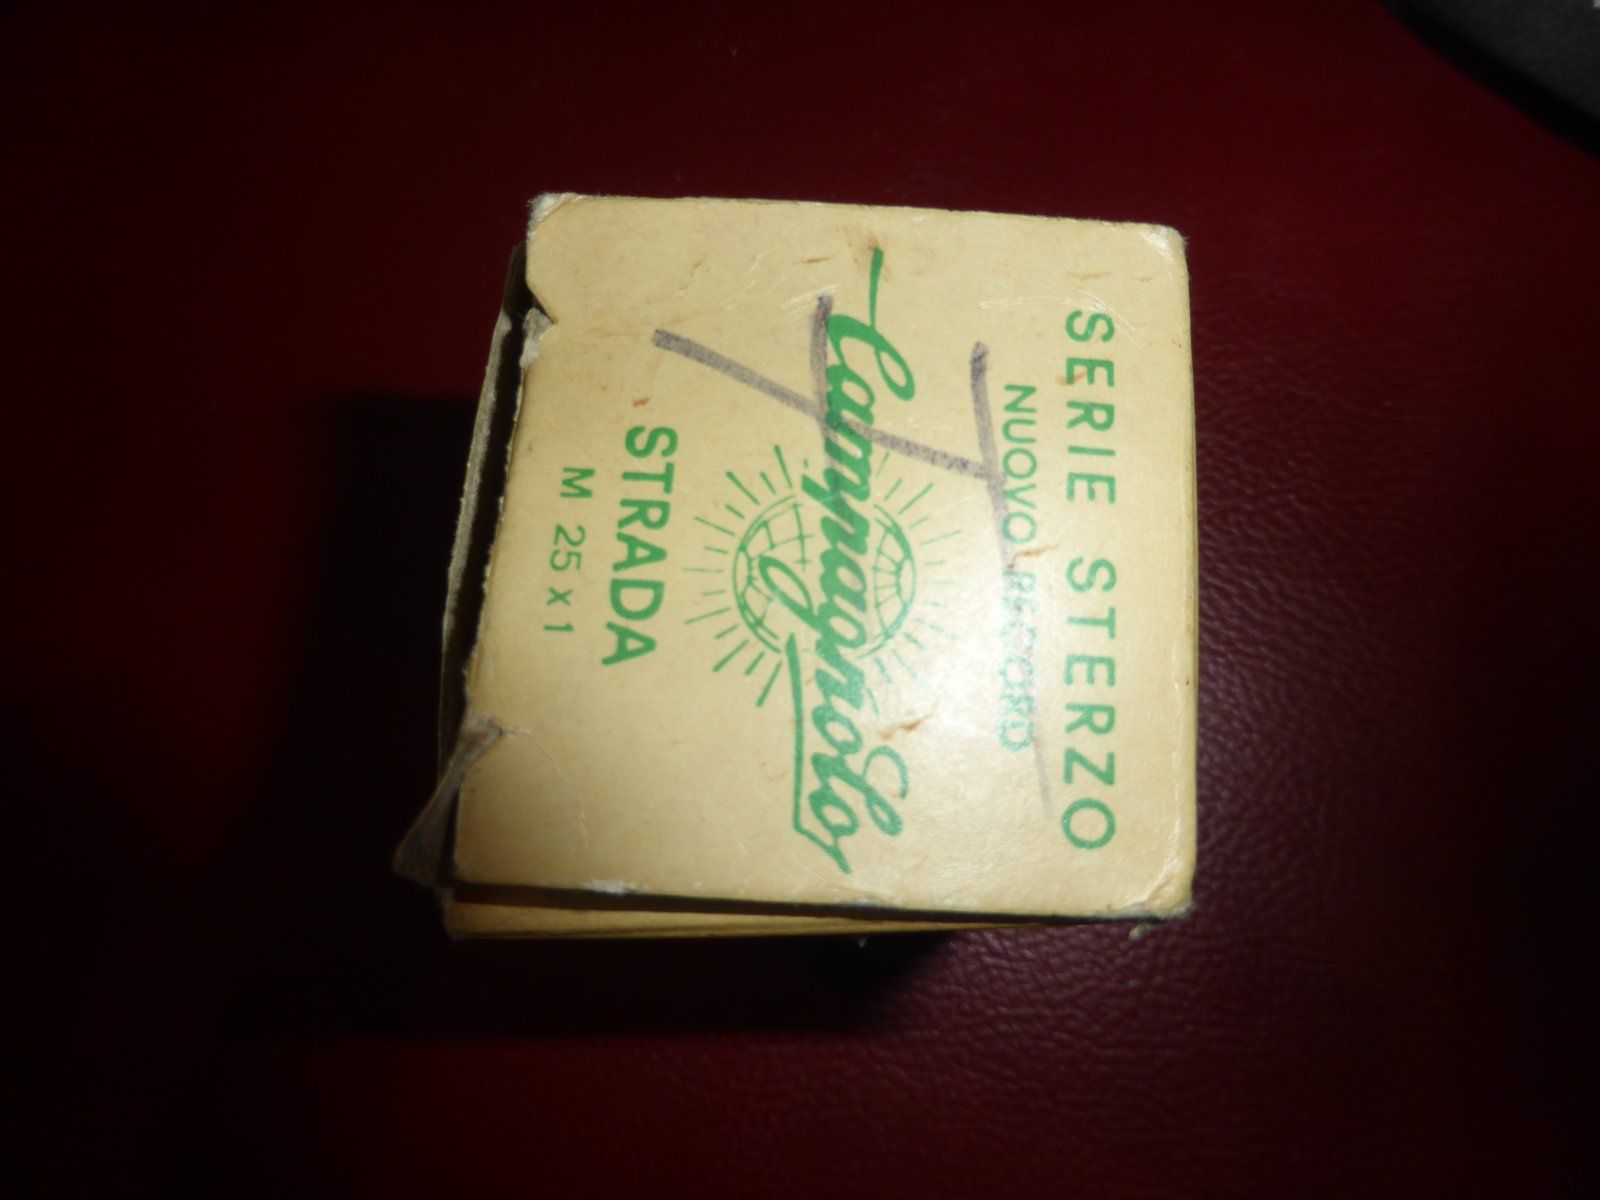 SERIE STERZO
NUOVO RECORD
Campagnolo
STRADA
M 25 x 1